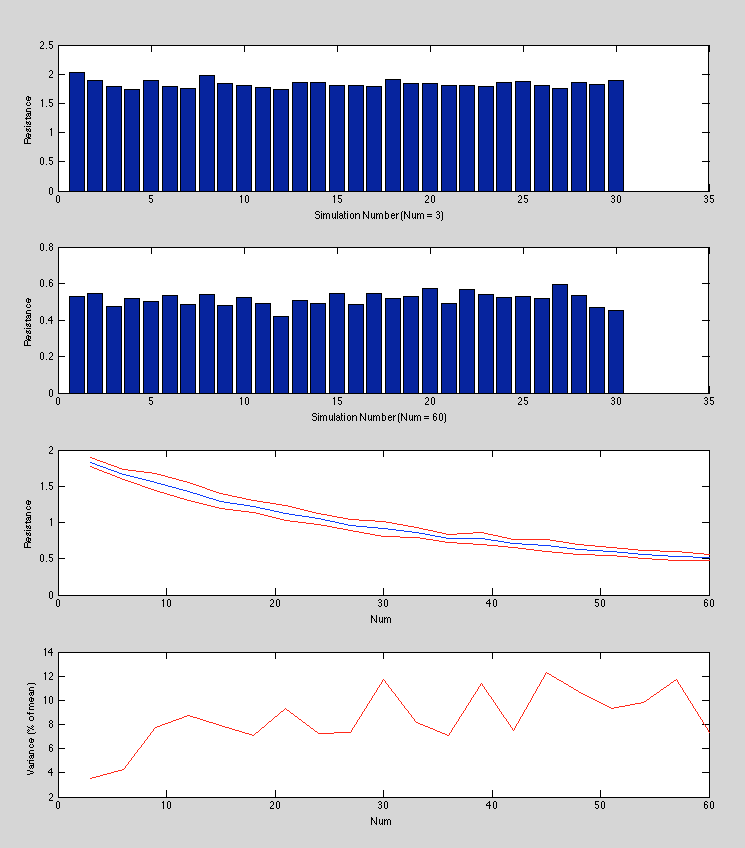 2.5
2
1.5
1
0.5
0
Resistance
0 5 10 15 20 25 30 35
Simulation Number (Num = 3)
0.8
0.6
0.4
0.2
0
Resistance
0 5 10 15 20 25 30 35
Simulation Number (Num = 60)
2
1.5
1
0.5
0
Resistance
0 10 20 30 40 50 60
Num
14
12
10
8
6
4
2
Variance (% of mean)
0 10 20 30 40 50 60
Num